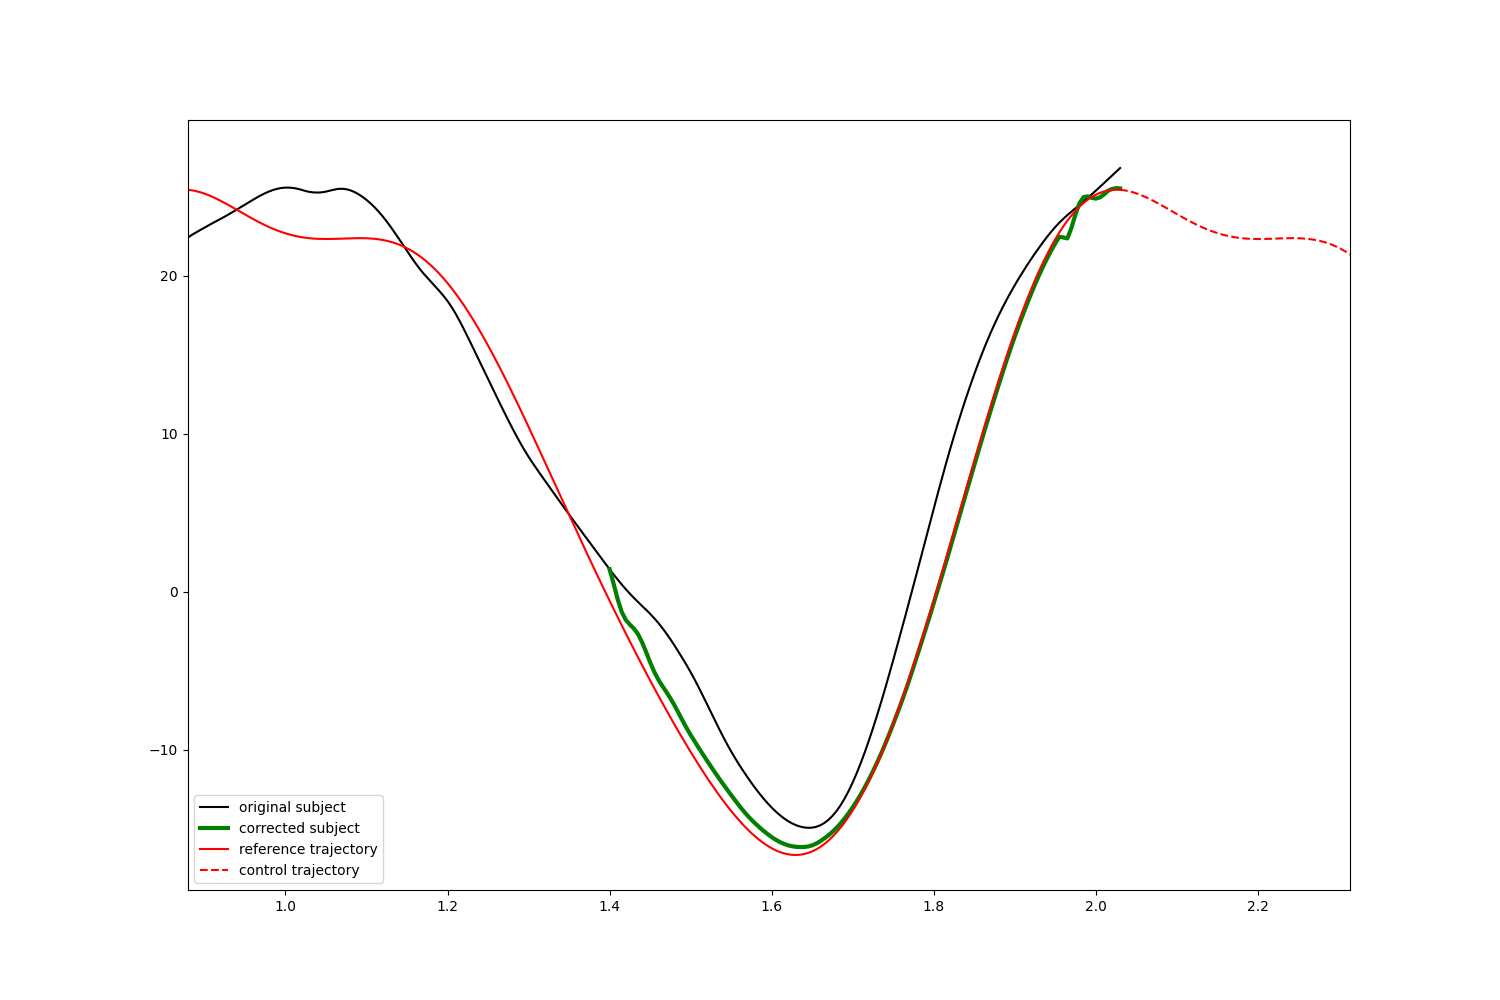 20
10
0
−10
original subject
corrected subject
reference trajectory
control trajectory
1.0 1.2 1.4 1.6 1.8 2.0 2.2